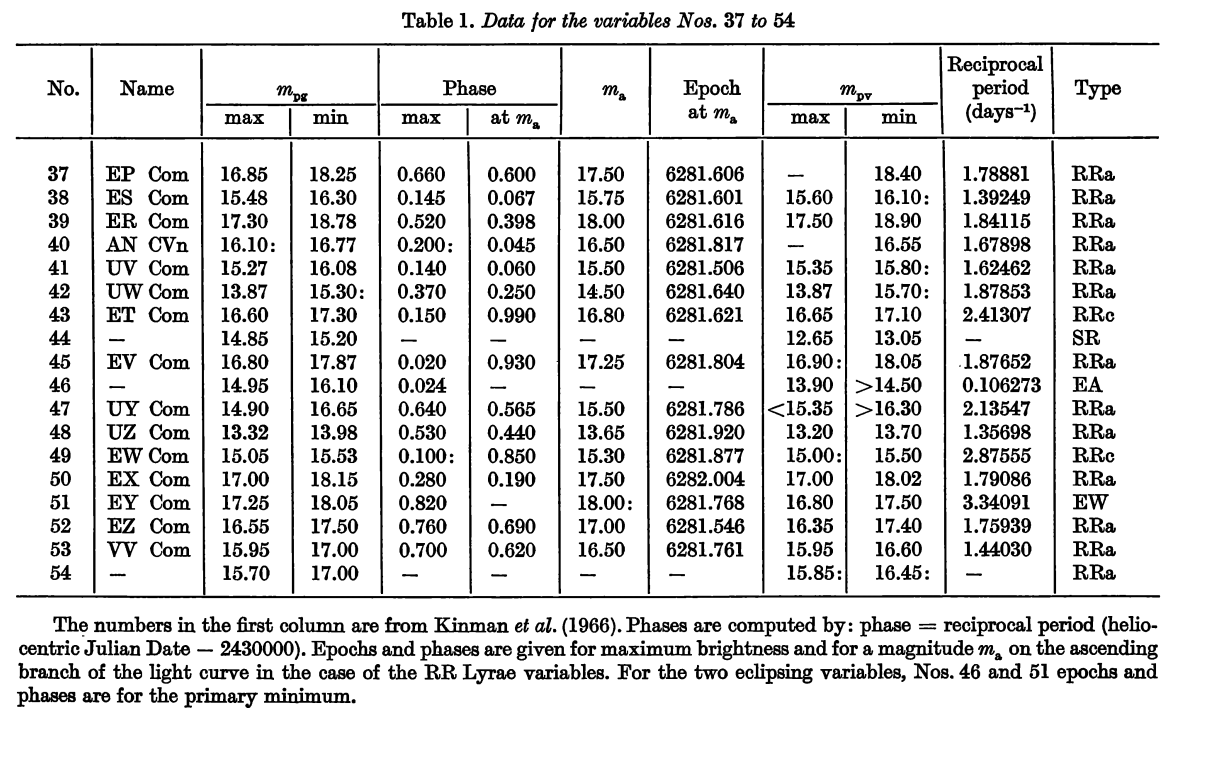 Table 1. Data for the variables Nos. 37 to 54
No. Name m_pg Phase m_a Epoch at m_a m_pv Reciprocal period (days⁻¹) Type
max min max at m_a max min
37 EP Com 16.85 18.25 0.660 0.600 17.50 6281.606 — 18.40 1.78881 RRa
38 ES Com 15.48 16.30 0.145 0.067 15.75 6281.601 15.60 16.10: 1.39249 RRa
39 ER Com 17.30 18.78 0.520 0.398 18.00 6281.616 17.50 18.90 1.84115 RRa
40 AN CVn 16.10: 16.77 0.200: 0.045 16.50 6281.817 — 16.55 1.67898 RRa
41 UV Com 15.27 16.08 0.140 0.060 15.50 6281.506 15.35 15.80: 1.62462 RRa
42 UW Com 13.87 15.30: 0.370 0.250 14.50 6281.640 13.87 15.70: 1.87853 RRa
43 ET Com 16.60 17.30 0.150 0.990 16.80 6281.621 16.65 17.10 2.41307 RRc
44 — 14.85 15.20 — — — — 12.65 13.05 — SR
45 EV Com 16.80 17.87 0.020 0.930 17.25 6281.804 16.90: 18.05 1.87652 RRa
46 — 14.95 16.10 0.024 — — — 13.90 >14.50 0.106273 EA
47 UY Com 14.90 16.65 0.640 0.565 15.50 6281.786 <15.35 >16.30 2.13547 RRa
48 UZ Com 13.32 13.98 0.530 0.440 13.65 6281.920 13.20 13.70 1.35698 RRa
49 EW Com 15.05 15.53 0.100: 0.850 15.30 6281.877 15.00: 15.50 2.87555 RRc
50 EX Com 17.00 18.15 0.280 0.190 17.50 6282.004 17.00 18.02 1.79086 RRa
51 EY Com 17.25 18.05 0.820 — 18.00: 6281.768 16.80 17.50 3.34091 EW
52 EZ Com 16.55 17.50 0.760 0.690 17.00 6281.546 16.35 17.40 1.75939 RRa
53 VV Com 15.95 17.00 0.700 0.620 16.50 6281.761 15.95 16.60 1.44030 RRa
54 — 15.70 17.00 — — — — 15.85: 16.45: — RRa
The numbers in the first column are from Kinman et al. (1966). Phases are computed by: phase = reciprocal period (helio-
centric Julian Date — 2430000). Epochs and phases are given for maximum brightness and for a magnitude m_a on the ascending
branch of the light curve in the case of the RR Lyrae variables. For the two eclipsing variables, Nos. 46 and 51 epochs and
phases are for the primary minimum.